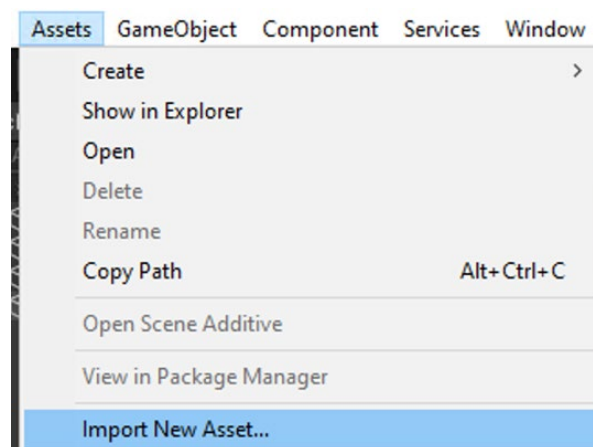 Assets GameObject Component Services Window
Create >
Show in Explorer
Open
Delete
Rename
Copy Path Alt+Ctrl+C
Open Scene Additive
View in Package Manager
Import New Asset...